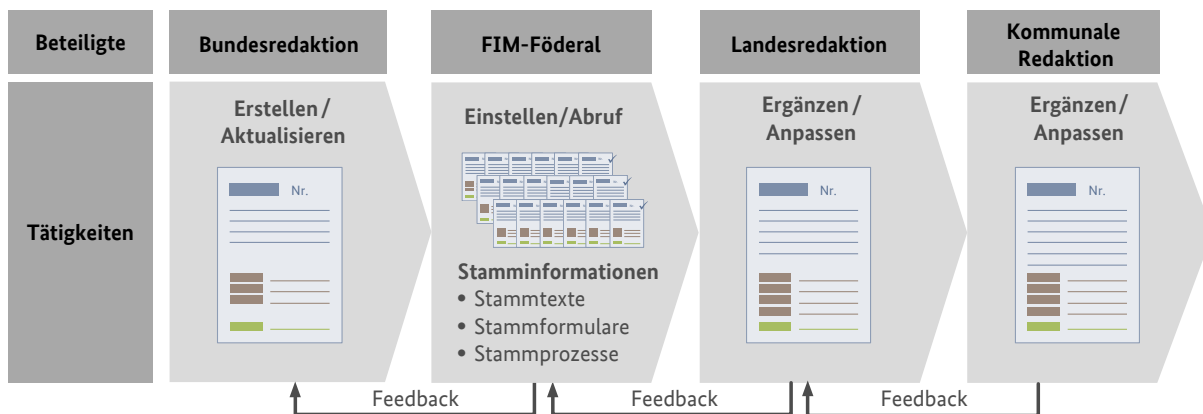 Beteiligte
Bundesredaktion
FIM-Föderal
Landesredaktion
Kommunale
Redaktion
Tätigkeiten
Erstellen/
Aktualisieren
Nr.
Einstellen/Abruf
Stamminformationen
• Stammtexte
• Stammformulare
• Stammprozesse
Ergänzen/
Anpassen
Nr.
Ergänzen/
Anpassen
Nr.
Feedback
Feedback
Feedback